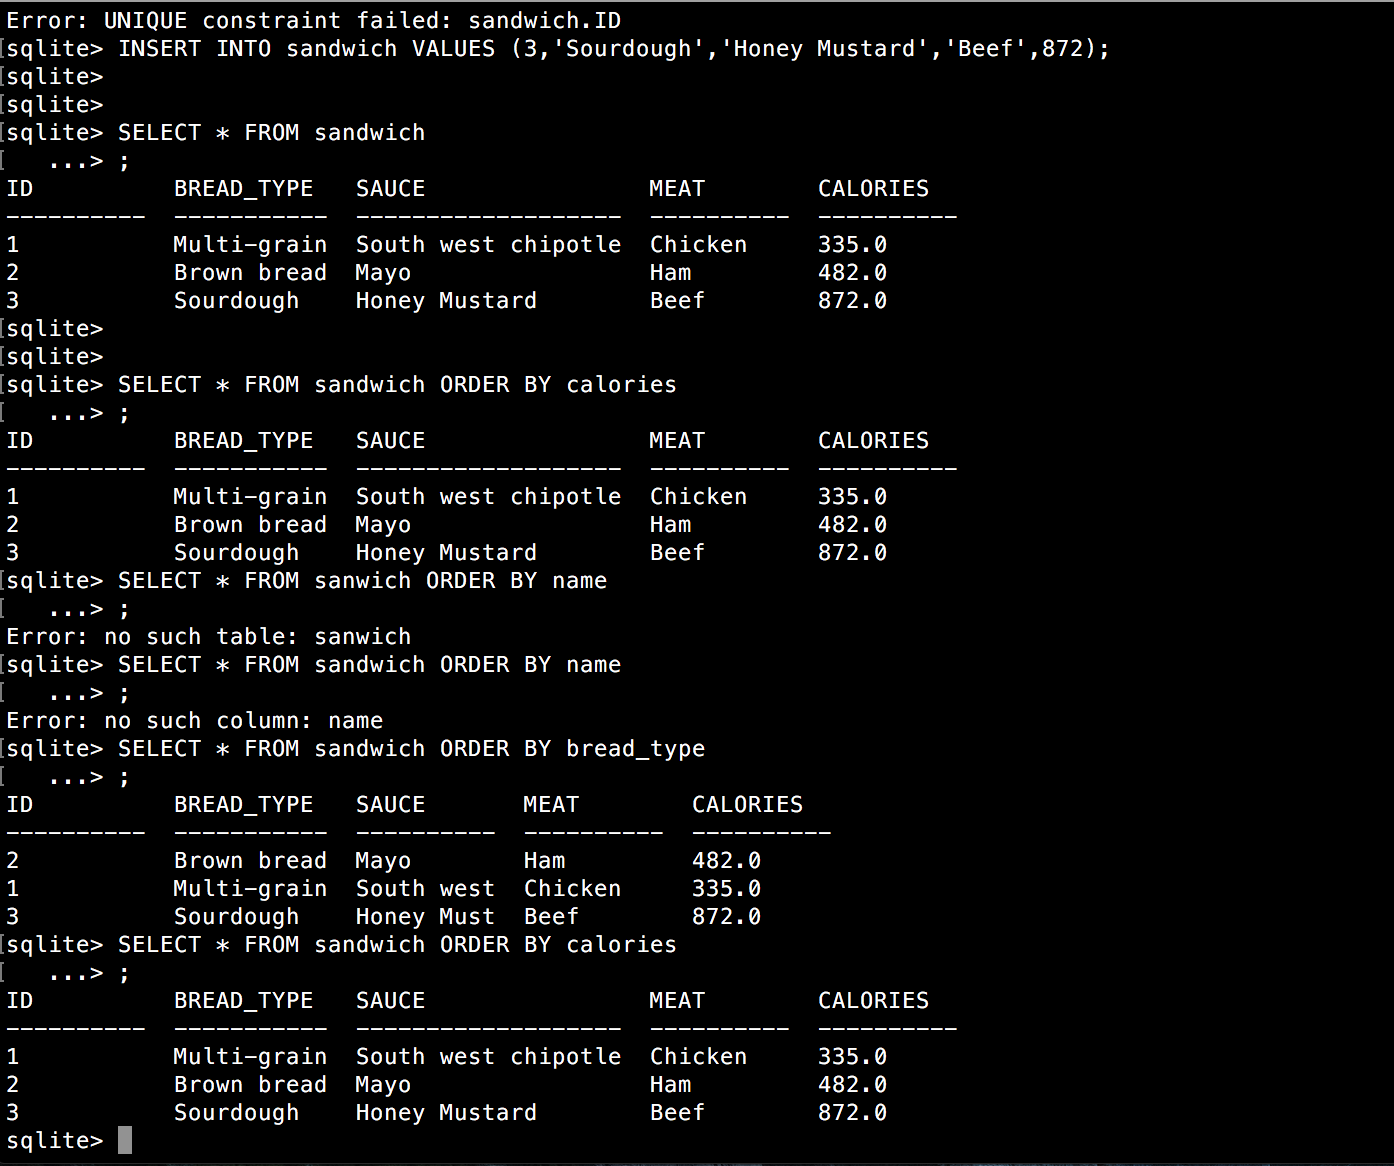 Error: UNIQUE constraint failed: sandwich.ID
sqlite> INSERT INTO sandwich VALUES (3,'Sourdough','Honey Mustard','Beef',872);
sqlite>
sqlite>
sqlite> SELECT * FROM sandwich
   ...> ;
ID          BREAD_TYPE   SAUCE                MEAT        CALORIES
----------  -----------  -------------------  ----------  ----------
1           Multi-grain  South west chipotle  Chicken     335.0
2           Brown bread  Mayo                 Ham         482.0
3           Sourdough    Honey Mustard        Beef        872.0
sqlite>
sqlite>
sqlite> SELECT * FROM sandwich ORDER BY calories
   ...> ;
ID          BREAD_TYPE   SAUCE                MEAT        CALORIES
----------  -----------  -------------------  ----------  ----------
1           Multi-grain  South west chipotle  Chicken     335.0
2           Brown bread  Mayo                 Ham         482.0
3           Sourdough    Honey Mustard        Beef        872.0
sqlite> SELECT * FROM sanwich ORDER BY name
   ...> ;
Error: no such table: sanwich
sqlite> SELECT * FROM sandwich ORDER BY name
   ...> ;
Error: no such column: name
sqlite> SELECT * FROM sandwich ORDER BY bread_type
   ...> ;
ID          BREAD_TYPE   SAUCE       MEAT        CALORIES
----------  -----------  ----------  ----------  ----------
2           Brown bread  Mayo        Ham         482.0
1           Multi-grain  South west  Chicken     335.0
3           Sourdough    Honey Must  Beef        872.0
sqlite> SELECT * FROM sandwich ORDER BY calories
   ...> ;
ID          BREAD_TYPE   SAUCE                MEAT        CALORIES
----------  -----------  -------------------  ----------  ----------
1           Multi-grain  South west chipotle  Chicken     335.0
2           Brown bread  Mayo                 Ham         482.0
3           Sourdough    Honey Mustard        Beef        872.0
sqlite>